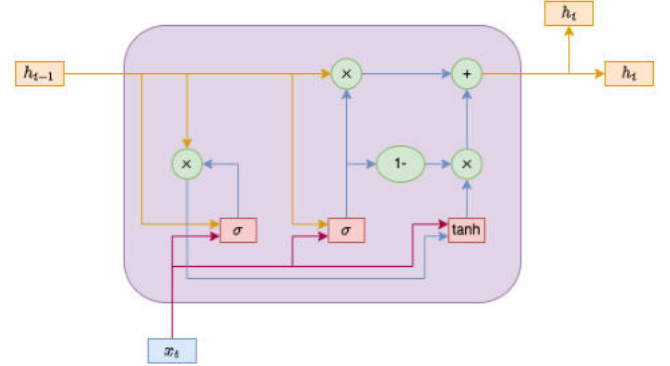 h_t
h_{t-1}
×
+
h_t
×
1-
×
σ
σ
tanh
x_t